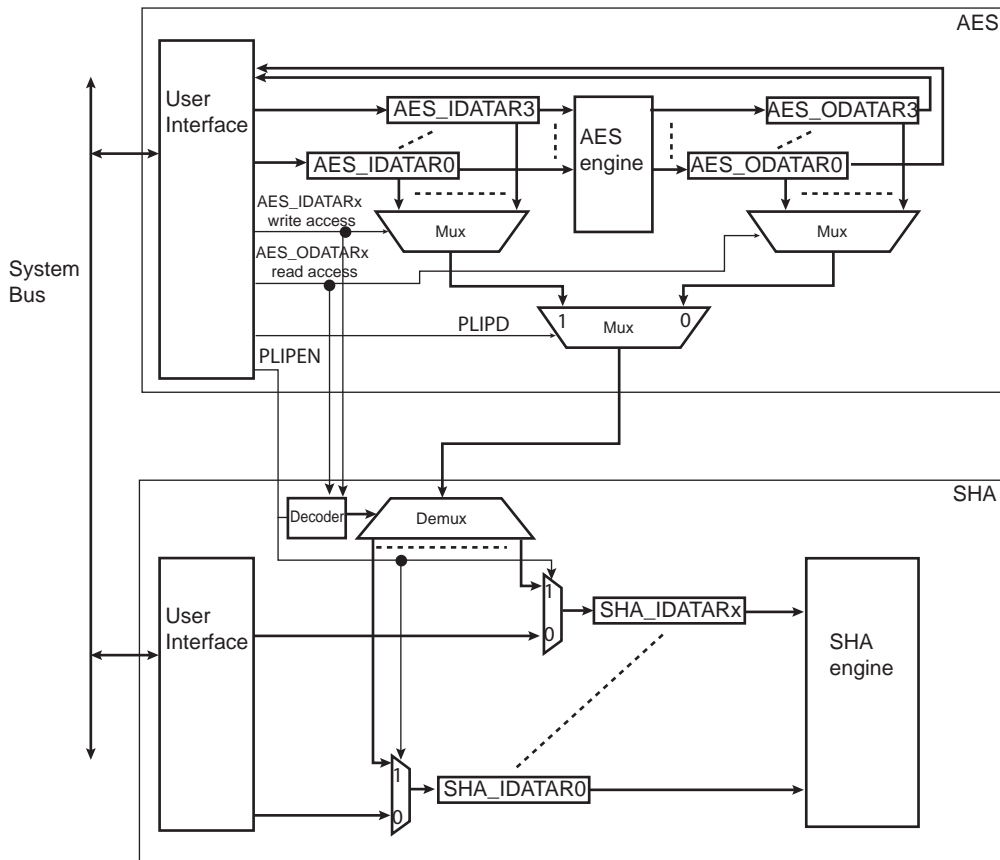 AES
User
Interface
AES_IDATAR3
AES_ODATAR3
AES
engine
AES_IDATAR0
AES_ODATAR0
AES_IDATARx
write access
Mux
Mux
AES_ODATARx
read access
System
Bus
PLIPD
1
Mux
0
PLIPEN
SHA
Decoder
Demux
User
Interface
1
0
SHA_IDATARx
SHA
engine
1
0
SHA_IDATAR0